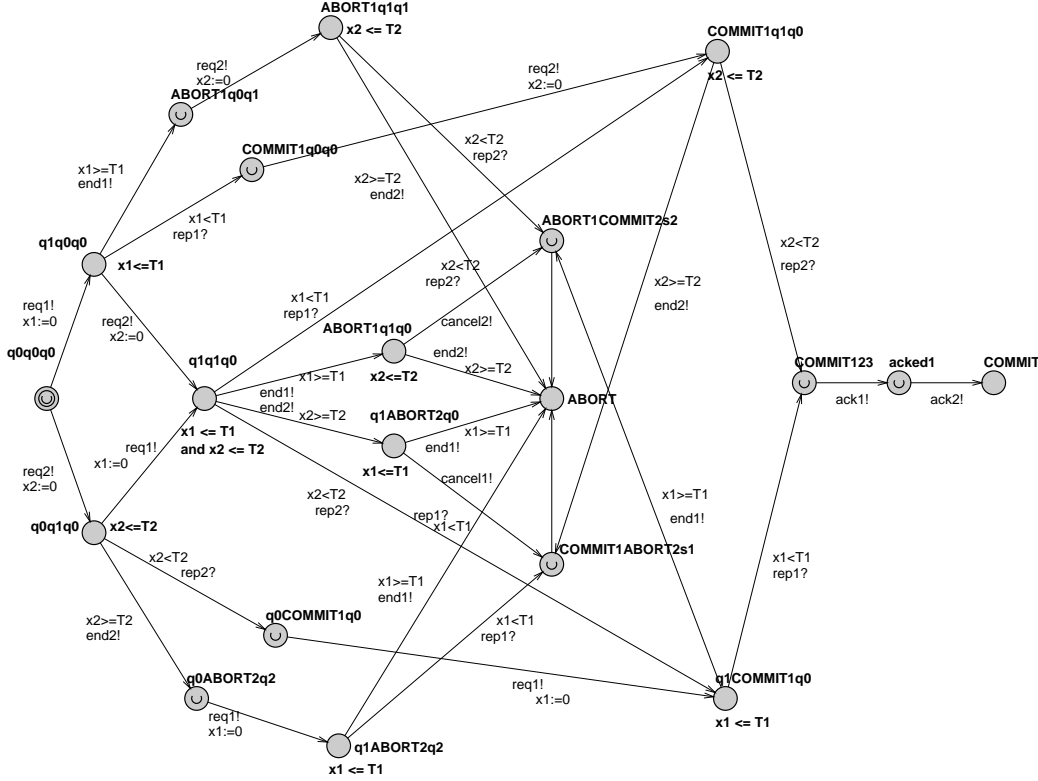 ABORT1q1q1
x2 <= T2
COMMIT1q1q0
x2 <= T2
req2!
x2:=0
req2!
x2:=0
ABORT1q0q1
COMMIT1q0q0
x2<T2
rep2?
x1>=T1
end1!
x2>=T2
end2!
x1<T1
rep1?
ABORT1COMMIT2s2
q1q0q0
x1<=T1
x2<T2
rep2?
x2<T2
rep2?
x2>=T2
end2!
x1<T1
rep1?
req1!
x1:=0
req2!
x2:=0
ABORT1q1q0
cancel2!
q0q0q0
q1q1q0
end2!
x2>=T2
x1>=T1
x2<=T2
COMMIT123
acked1
COMMIT
end1!
end2!
ABORT
ack1!
ack2!
x2>=T2
q1ABORT2q0
x1 <= T1
and x2 <= T2
x1>=T1
end1!
req1!
x1:=0
x1<=T1
cancel1!
req2!
x2:=0
x2<T2
rep2?
x1>=T1
end1!
rep1?
x1<T1
q0q1q0
x2<=T2
COMMIT1ABORT2s1
x2<T2
rep2?
x1>=T1
end1!
x1<T1
rep1?
x2>=T2
end2!
q0COMMIT1q0
x1<T1
rep1?
q0ABORT2q2
q1COMMIT1q0
req1!
x1:=0
req1!
x1:=0
x1 <= T1
q1ABORT2q2
x1 <= T1